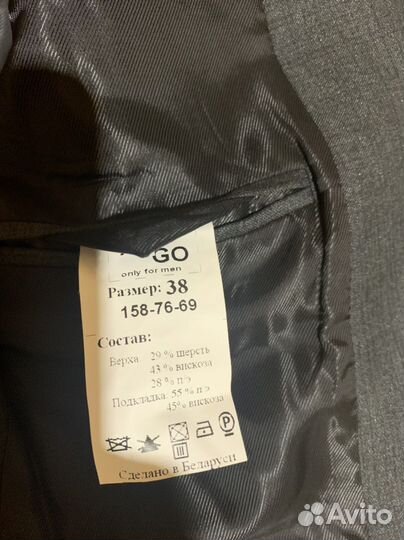 GO
only for men
Размер: 38
158-76-69
Состав:
Верха 29 % шерсть
43 % вискоза
28 % п/э
Подкладка: 55 % п/э
45% вискоза
P
Сделано в Беларуси
Avito